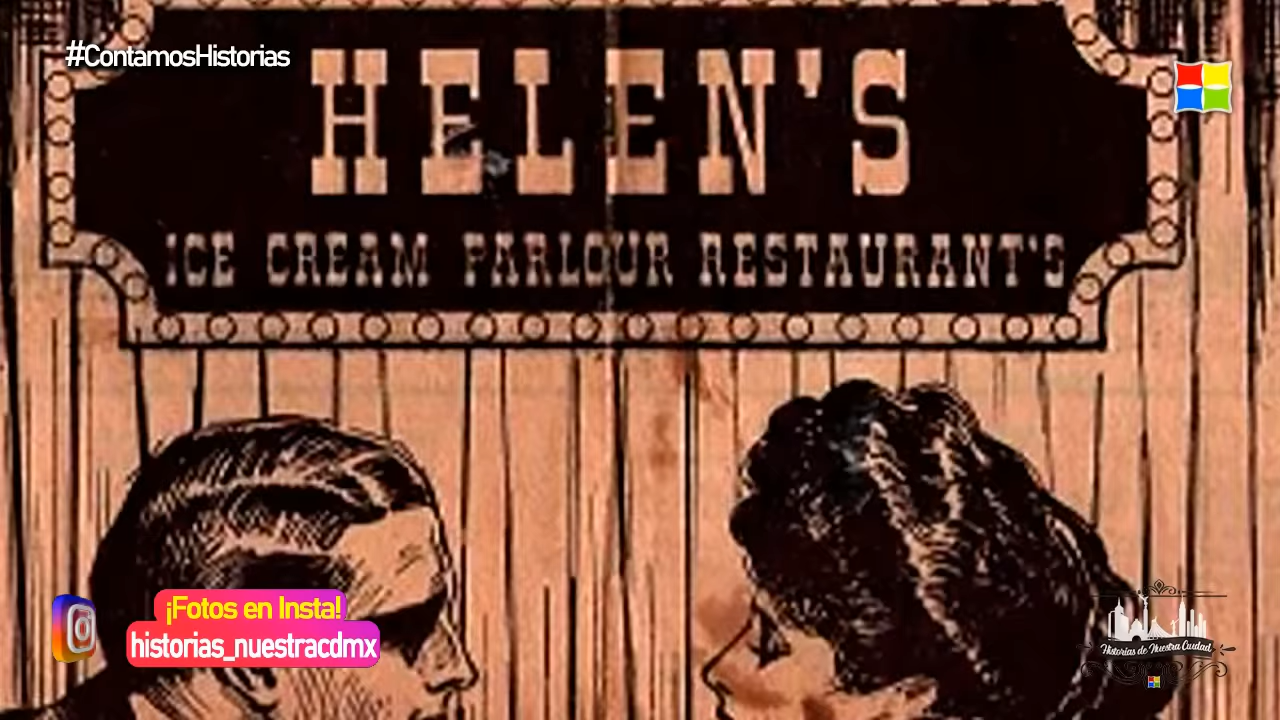 #ContamosHistorias
HELEN'S
ICE CREAM PARLOUR RESTAURANT'S
¡Fotos en Insta!
historias_nuestracdmx
Historias de Nuestra Ciudad